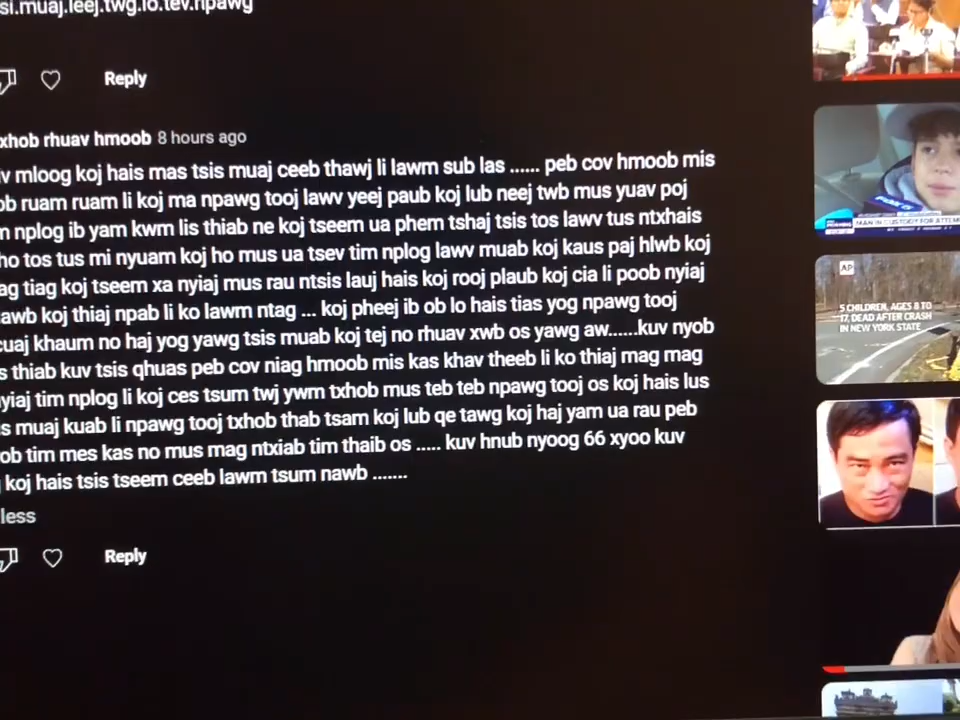 si.muaj.leej.twg.lo.tev.npawg
Reply
xhob rhuav hmoob 8 hours ago
v mloog koj hais mas tsis muaj ceeb thawj li lawm sub las ...... peb cov hmoob mis
ob ruam ruam li koj ma npawg tooj lawv yeej paub koj lub neej twb mus yuav poj
m nplog ib yam kwm lis thiab ne koj tseem ua phem tshaj tsis tos lawv tus ntxhais
ho tos tus mi nyuam koj ho mus ua tsev tim nplog lawv muab koj kaus paj hlwb koj
ag tiag koj tseem xa nyiaj mus rau ntsis lauj hais koj rooj plaub koj cia li poob nyiaj
awb koj thiaj npab li ko lawm ntag ... koj pheej ib ob lo hais tias yog npawg tooj
cuaj khaum no haj yog yawg tsis muab koj tej no rhuav xwb os yawg aw......kuv nyob
s thiab kuv tsis qhuas peb cov niag hmoob mis kas khav theeb li ko thiaj mag mag
yiaj tim nplog li koj ces tsum twj ywm txhob mus teb teb npawg tooj os koj hais lus
s muaj kuab li npawg tooj txhob thab tsam koj lub qe tawg koj haj yam ua rau peb
ob tim mes kas no mus mag ntxiab tim thaib os ..... kuv hnub nyoog 66 xyoo kuv
koj hais tsis tseem ceeb lawm tsum nawb .......
less
Reply
MAN IN CUSTODY FOR ATTEM
AP
5 CHILDREN, AGES 8 TO
17, DEAD AFTER CRASH
IN NEW YORK STATE